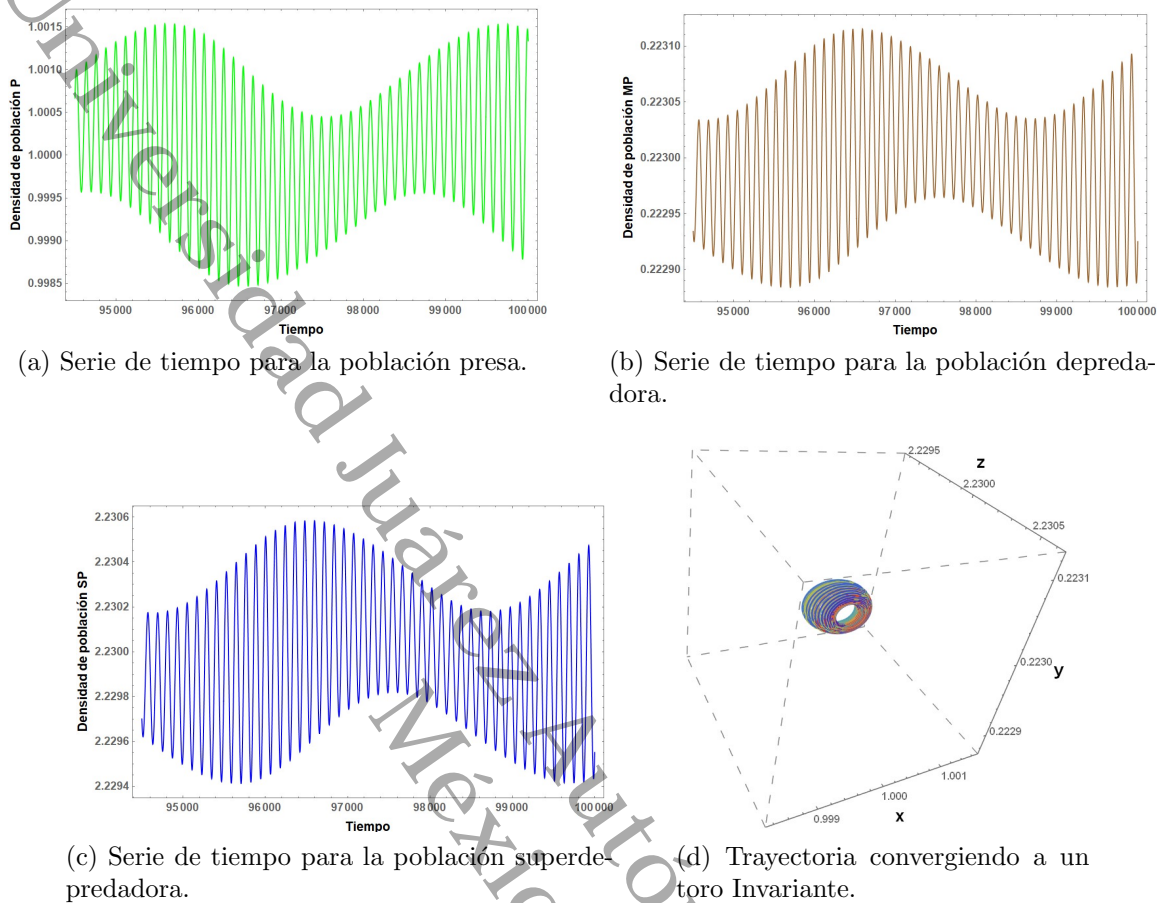 1.0015
1.0010
1.0005
1.0000
0.9995
0.9990
0.9985
Densidad de población P
95000 96000 97000 98000 99000 100000
Tiempo
(a) Serie de tiempo para la población presa.
0.22310
0.22305
0.22300
0.22295
0.22290
Densidad de población MP
95000 96000 97000 98000 99000 100000
Tiempo
(b) Serie de tiempo para la población depreda-
dora.
2.2306
2.2304
2.2302
2.2300
2.2298
2.2296
2.2294
Densidad de población SP
95000 96000 97000 98000 99000 100000
Tiempo
(c) Serie de tiempo para la población superde-
predadora.
2.2295
z
2.2300
2.2305
0.2231
0.2230
y
0.2229
1.001
1.000
0.999
x
(d) Trayectoria convergiendo a un
toro Invariante.
Universidad Juárez Autó
Méxic